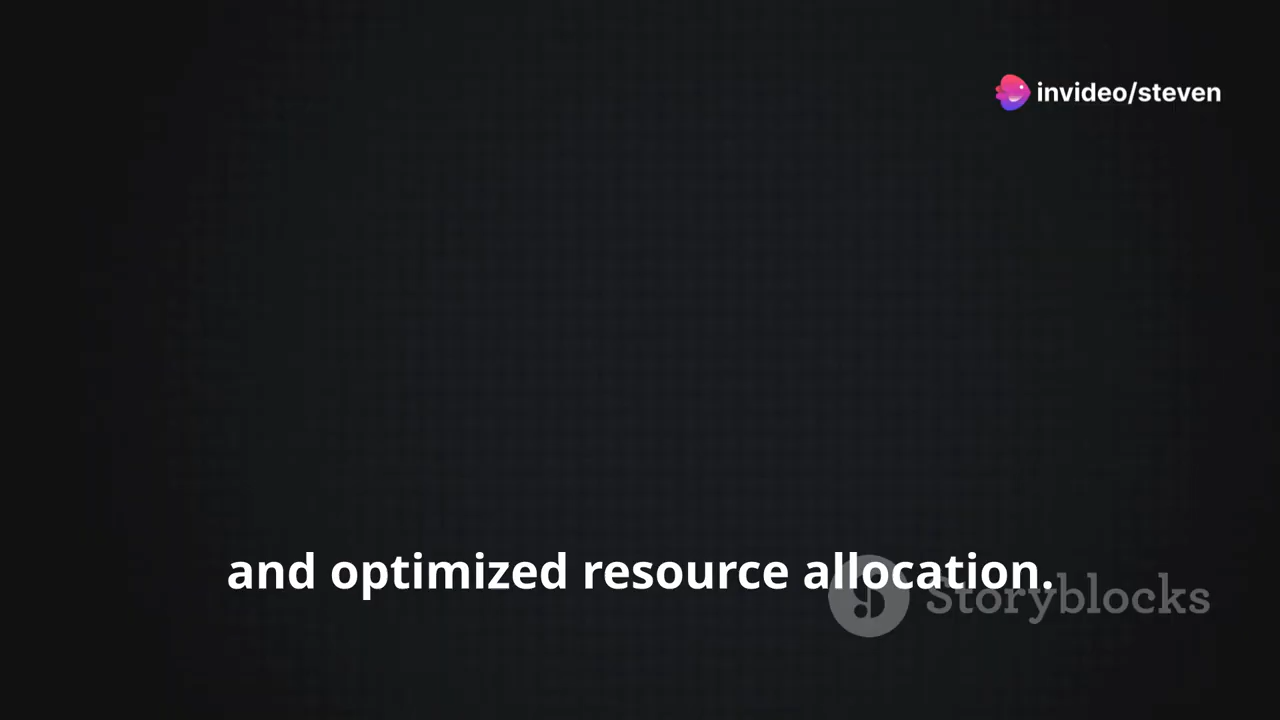 invideo/steven
and optimized resource allocation.
Storyblocks